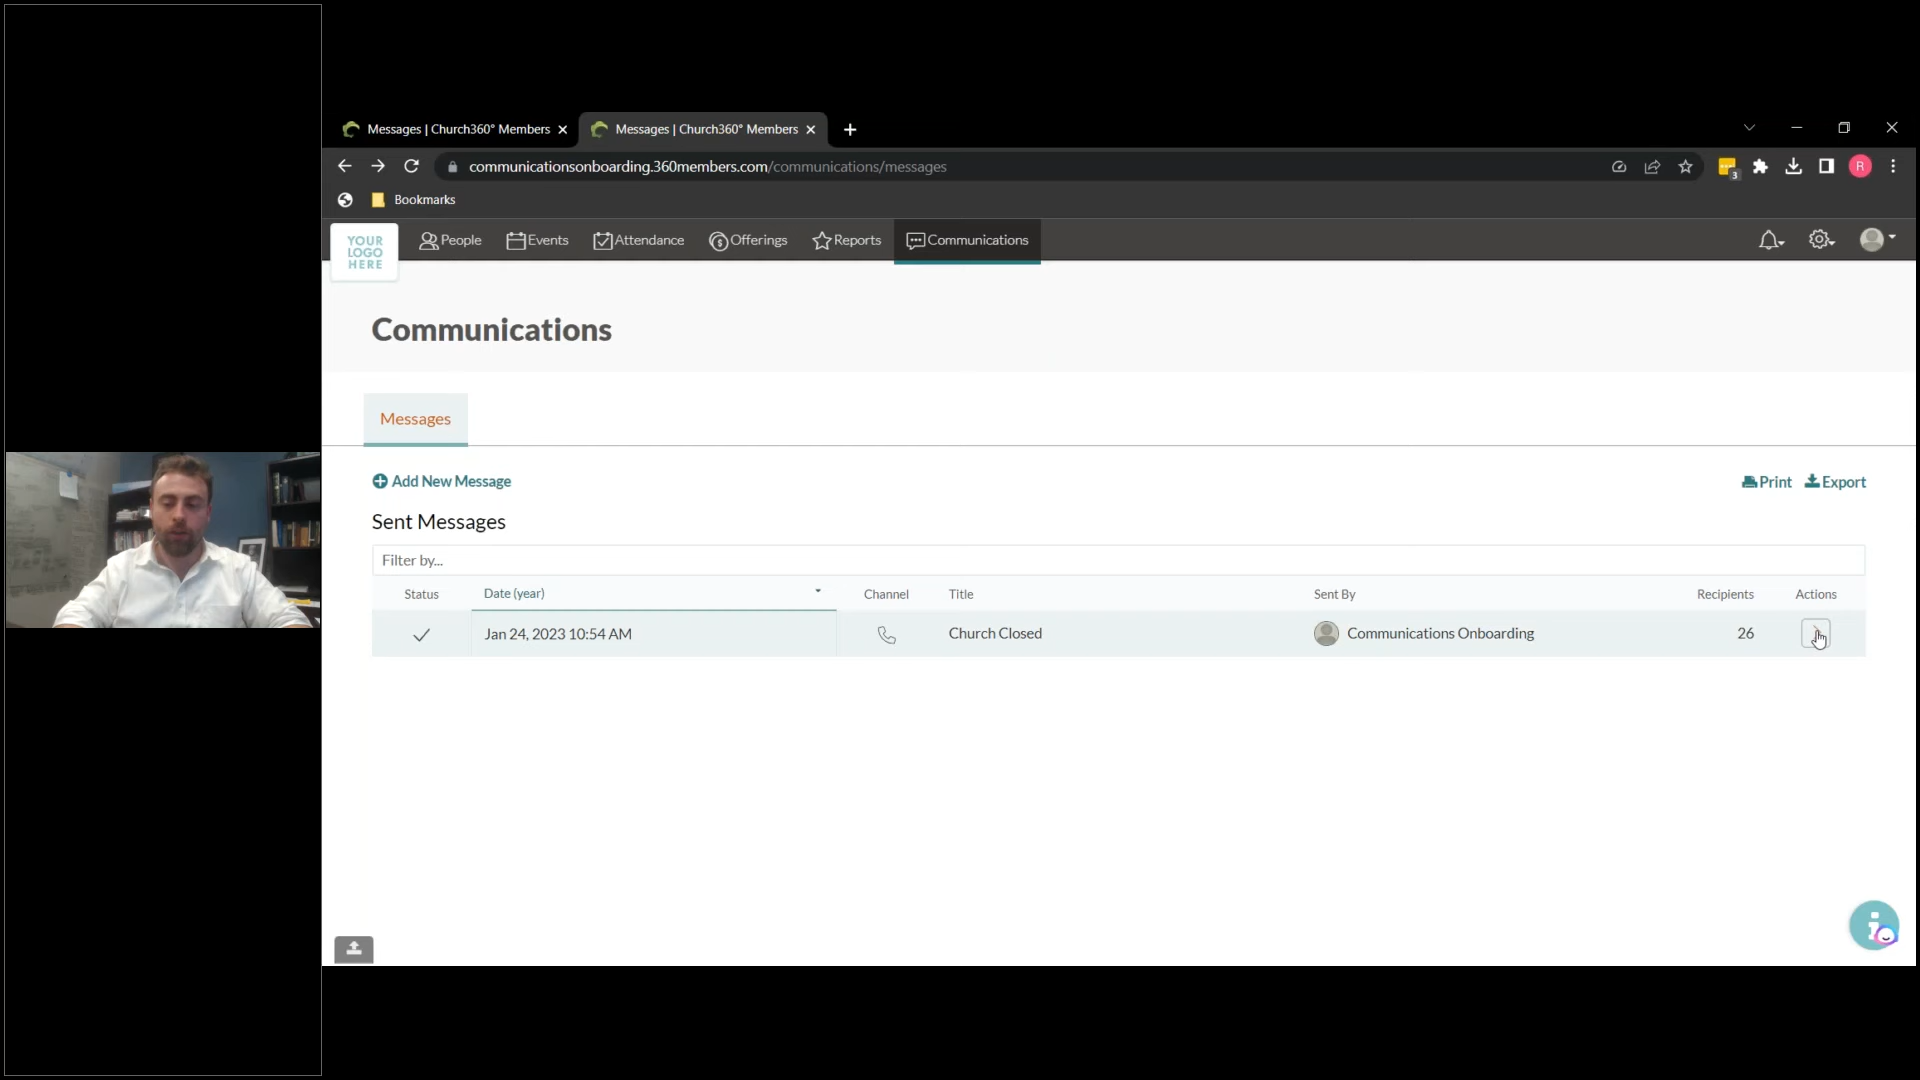 Messages | Church360° Members
Messages | Church360° Members
communicationsonboarding.360members.com/communications/messages
3
R
Bookmarks
YOUR
LOGO
HERE
People
Events
Attendance
Offerings
Reports
Communications
Communications
Messages
Add New Message
Print
Export
Sent Messages
Filter by...
Status
Date (year)
Channel
Title
Sent By
Recipients
Actions
Jan 24, 2023 10:54 AM
Church Closed
Communications Onboarding
26